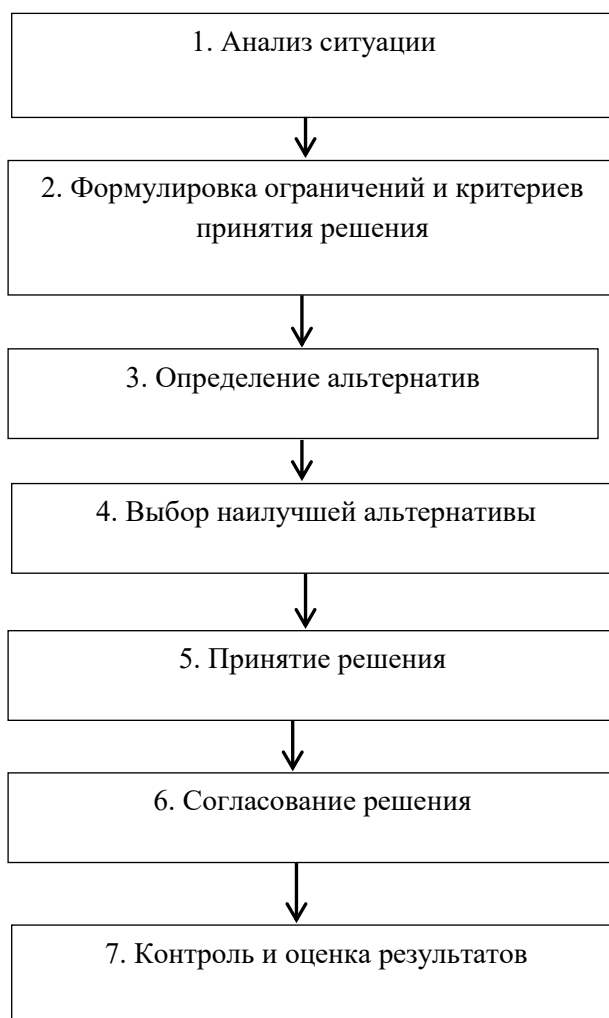 1. Анализ ситуации
2. Формулировка ограничений и критериев
принятия решения
3. Определение альтернатив
4. Выбор наилучшей альтернативы
5. Принятие решения
6. Согласование решения
7. Контроль и оценка результатов